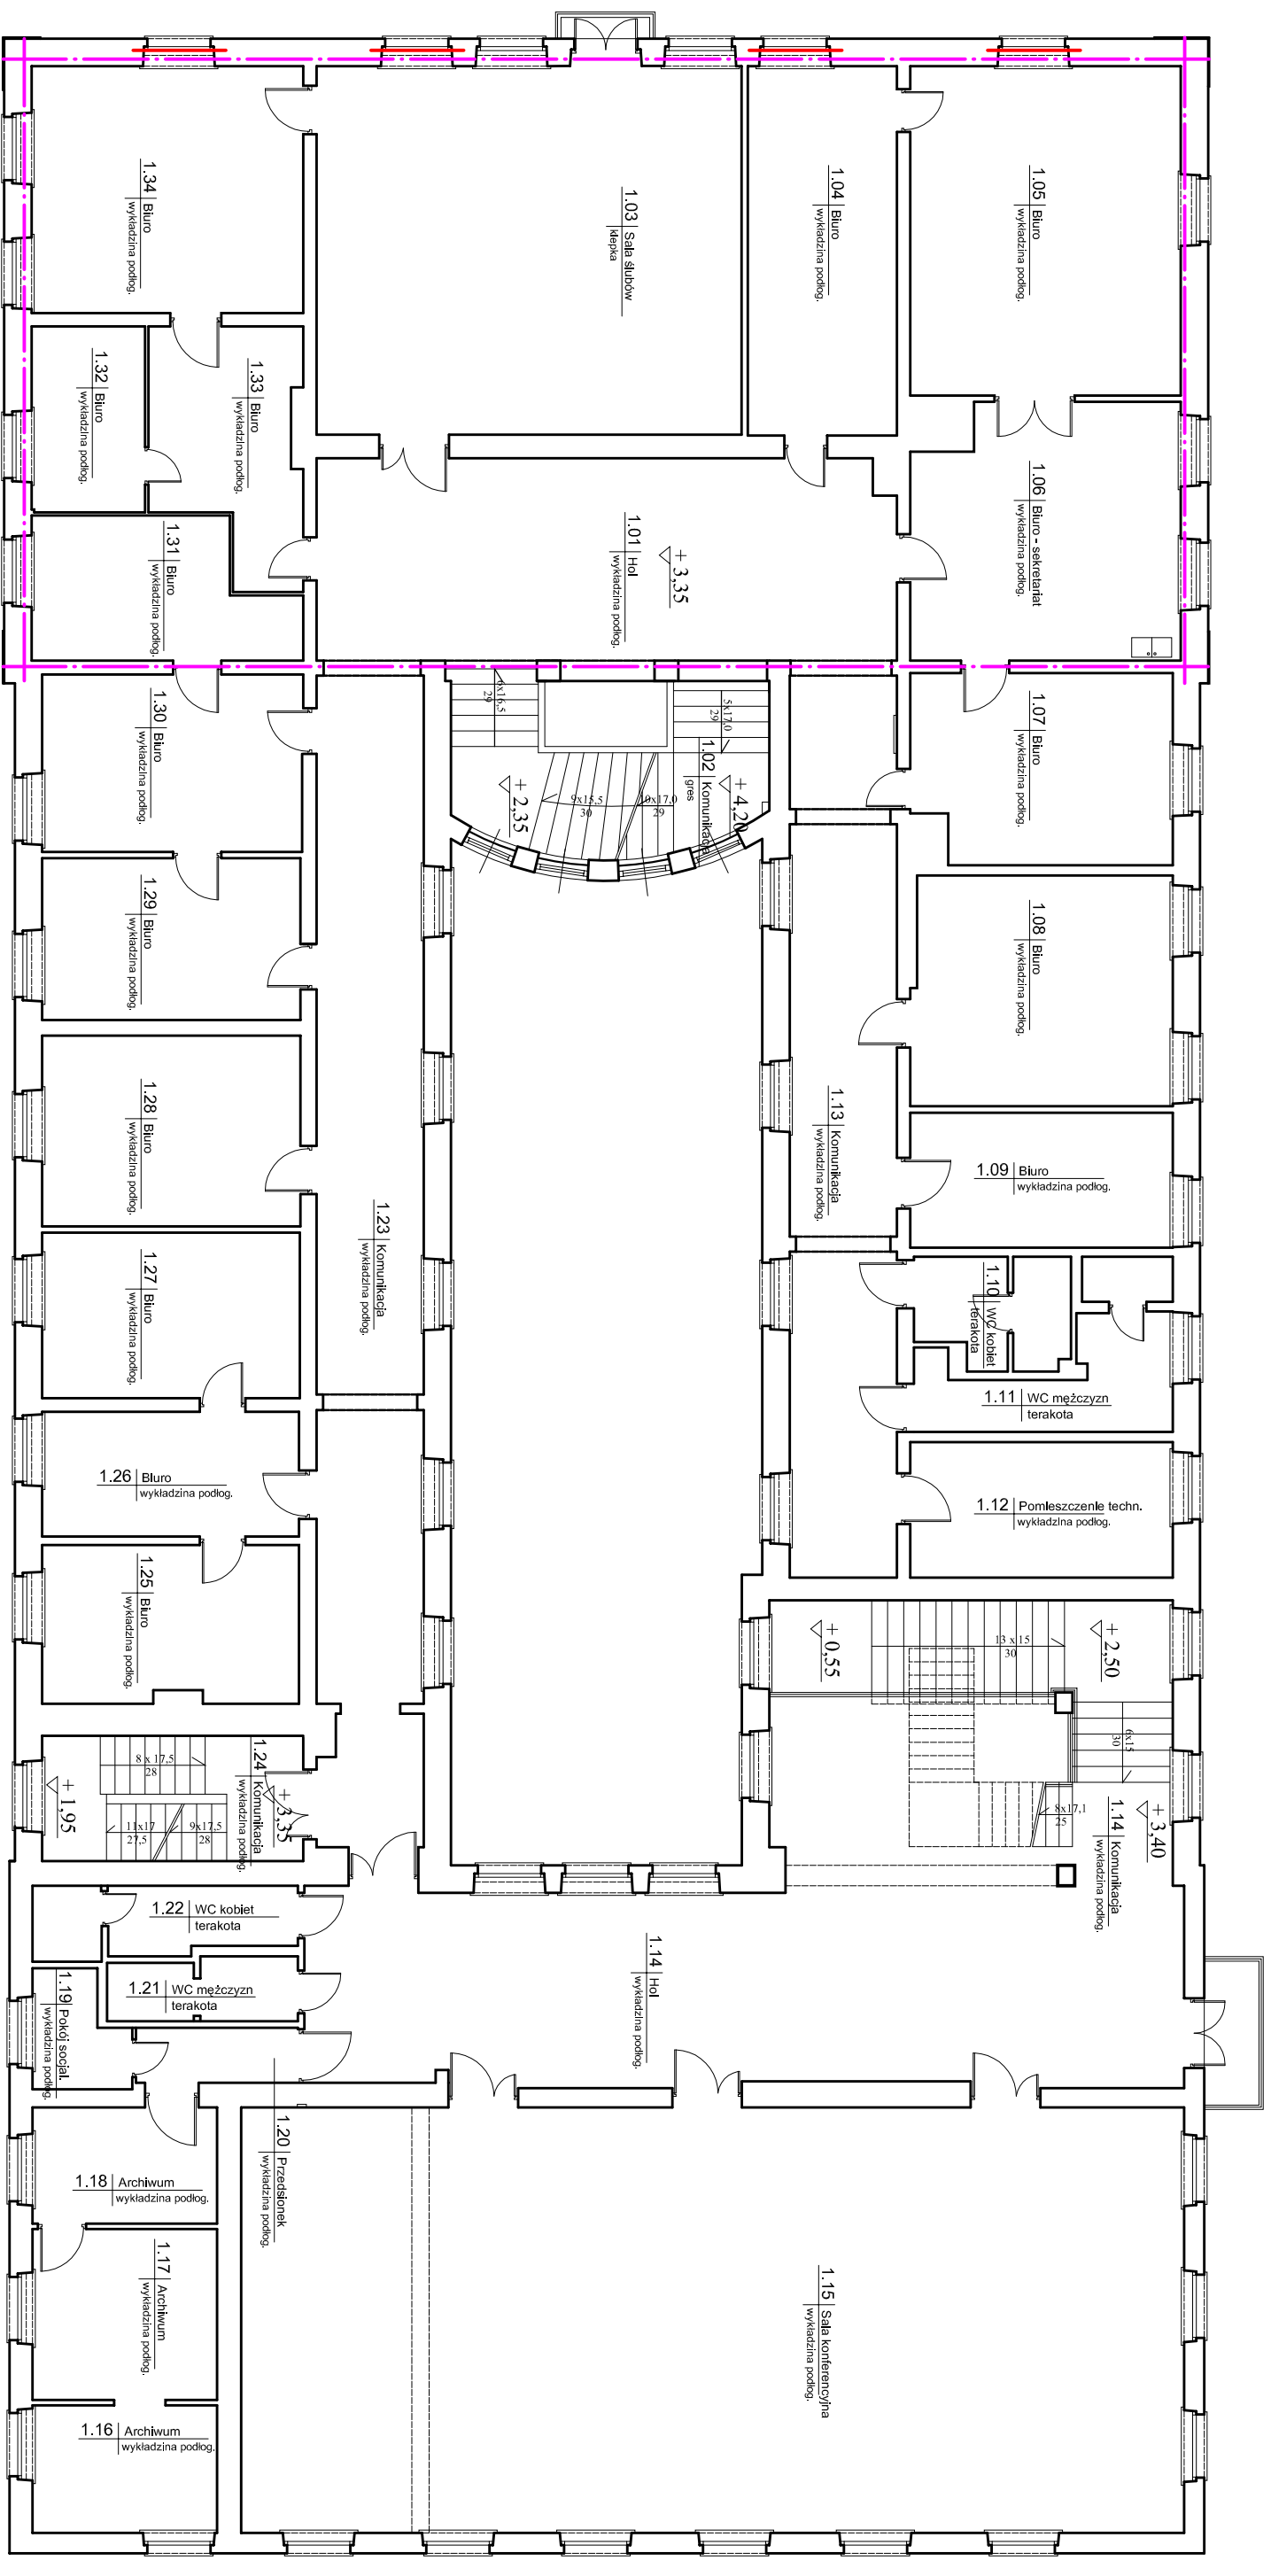 1.34 Biuro
wykładzina podłog.
1.03 Sala ślubów
klepka
1.04 Biuro
wykładzina podłog.
1.05 Biuro
wykładzina podłog.
1.32 Biuro
wykładzina podłog.
1.33 Biuro
wykładzina podłog.
1.31 Biuro
wykładzina podłog.
1.01 Hol
wykładzina podłog.
+ 3,35
1.06 Biuro - sekretariat
wykładzina podłog.
1.30 Biuro
wykładzina podłog.
6x16,5
29
5x17,0
29
1.02 Komunikacja
gres
+ 2,35
9x15,5
30
10x17,0
29
+ 4,20
1.07 Biuro
wykładzina podłog.
1.29 Biuro
wykładzina podłog.
1.08 Biuro
wykładzina podłog.
1.28 Biuro
wykładzina podłog.
1.13 Komunikacja
wykładzina podłog.
1.09 Biuro
wykładzina podłog.
1.23 Komunikacja
wykładzina podłog.
1.27 Biuro
wykładzina podłog.
1.10 WC kobiet
terakota
1.11 WC mężczyzn
terakota
1.26 Biuro
wykładzina podłog.
1.12 Pomieszczenie techn.
wykładzina podłog.
1.25 Biuro
wykładzina podłog.
+ 0,55
13 x 15
30
+ 2,50
6x15
30
1.24 Komunikacja
wykładzina podłog.
8 x 17,5
28
+ 1,95
11x17
27,5
9x17,5
28
+ 3,35
8x17,1
25
+ 3,40
1.14 Komunikacja
wykładzina podłog.
1.22 WC kobiet
terakota
1.14 Hol
wykładzina podłog.
1.21 WC mężczyzn
terakota
1.19 Pokój socjal.
wykładzina podłog.
1.20 Przedsionek
wykładzina podłog.
1.18 Archiwum
wykładzina podłog.
1.17 Archiwum
wykładzina podłog.
1.15 Sala konferencyjna
wykładzina podłog.
1.16 Archiwum
wykładzina podłog.